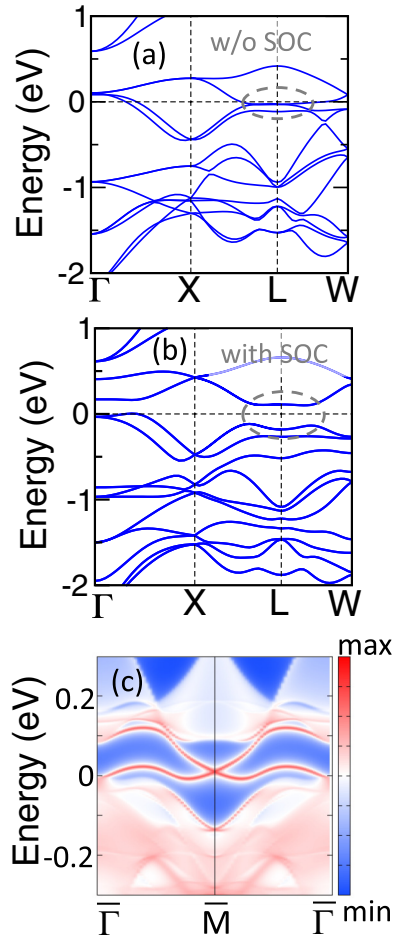 1
(a)
w/o SOC
0
-1
-2
Energy (eV)
Γ X L W
1
(b)
with SOC
0
-1
-2
Energy (eV)
Γ X L W
max
(c)
0.2
0
-0.2
Energy (eV)
Γ̅ M̅ Γ̅
min